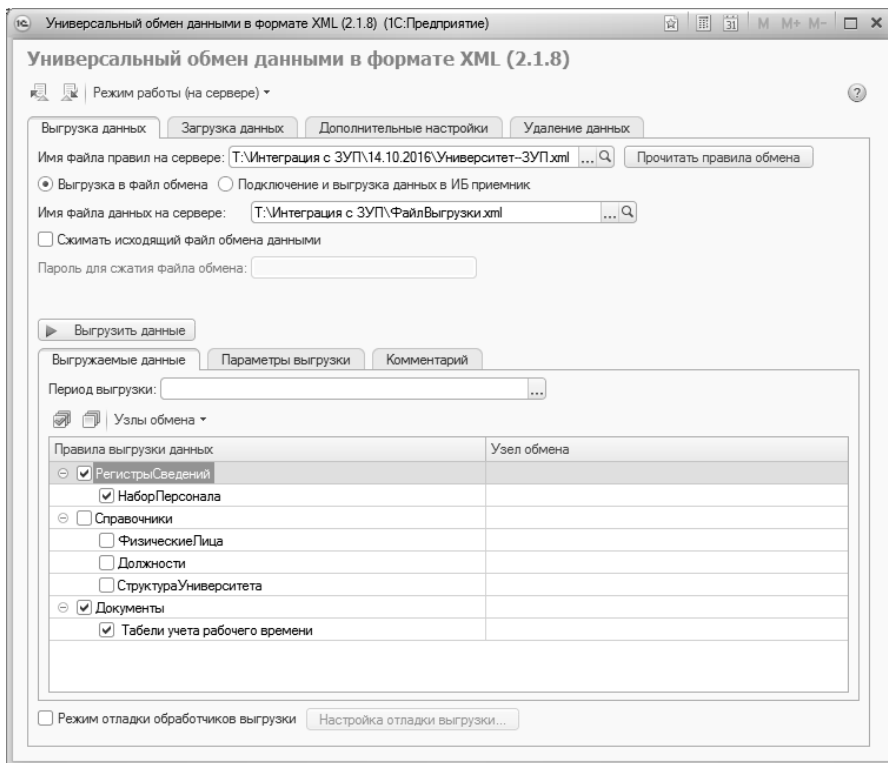 1С Универсальный обмен данными в формате XML (2.1.8) (1С:Предприятие) 31 M M+ M-
Универсальный обмен данными в формате XML (2.1.8)
Режим работы (на сервере) ?
Выгрузка данных Загрузка данных Дополнительные настройки Удаление данных
Имя файла правил на сервере: T:\Интеграция с ЗУП\14.10.2016\Университет--ЗУП.xml ... Прочитать правила обмена
Выгрузка в файл обмена Подключение и выгрузка данных в ИБ приемник
Имя файла данных на сервере: T:\Интеграция с ЗУП\ФайлВыгрузки.xml ...
Сжимать исходящий файл обмена данными
Пароль для сжатия файла обмена:
Выгрузить данные
Выгружаемые данные Параметры выгрузки Комментарий
Период выгрузки: ...
Узлы обмена
Правила выгрузки данных Узел обмена
РегистрыСведений
НаборПерсонала
Справочники
ФизическиеЛица
Должности
СтруктураУниверситета
Документы
Табели учета рабочего времени
Режим отладки обработчиков выгрузки Настройка отладки выгрузки...